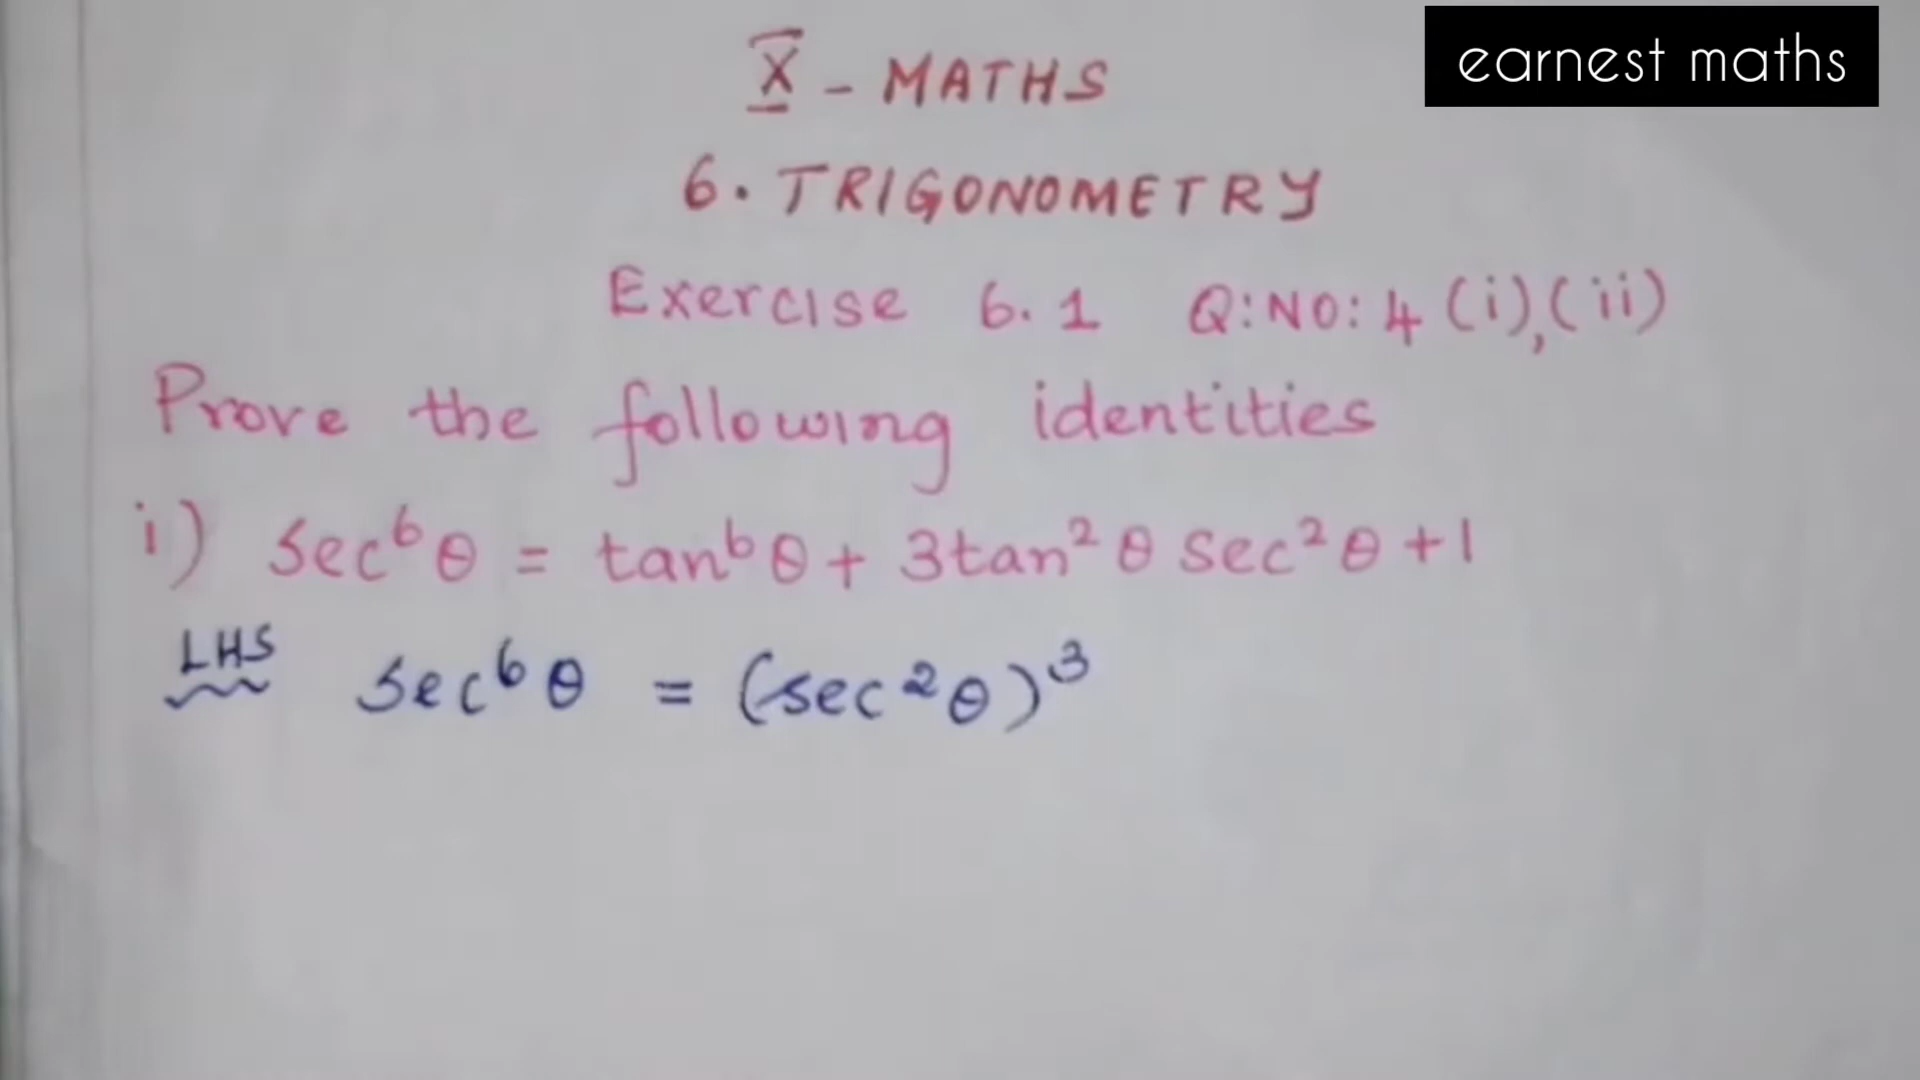 earnest maths
X - MATHS
6. TRIGONOMETRY
Exercise 6.1 Q:NO: 4 (i),(ii)
Prove the following identities
i) sec⁶θ = tan⁶θ + 3tan²θ sec²θ +1
LHS sec⁶θ = (sec²θ)³